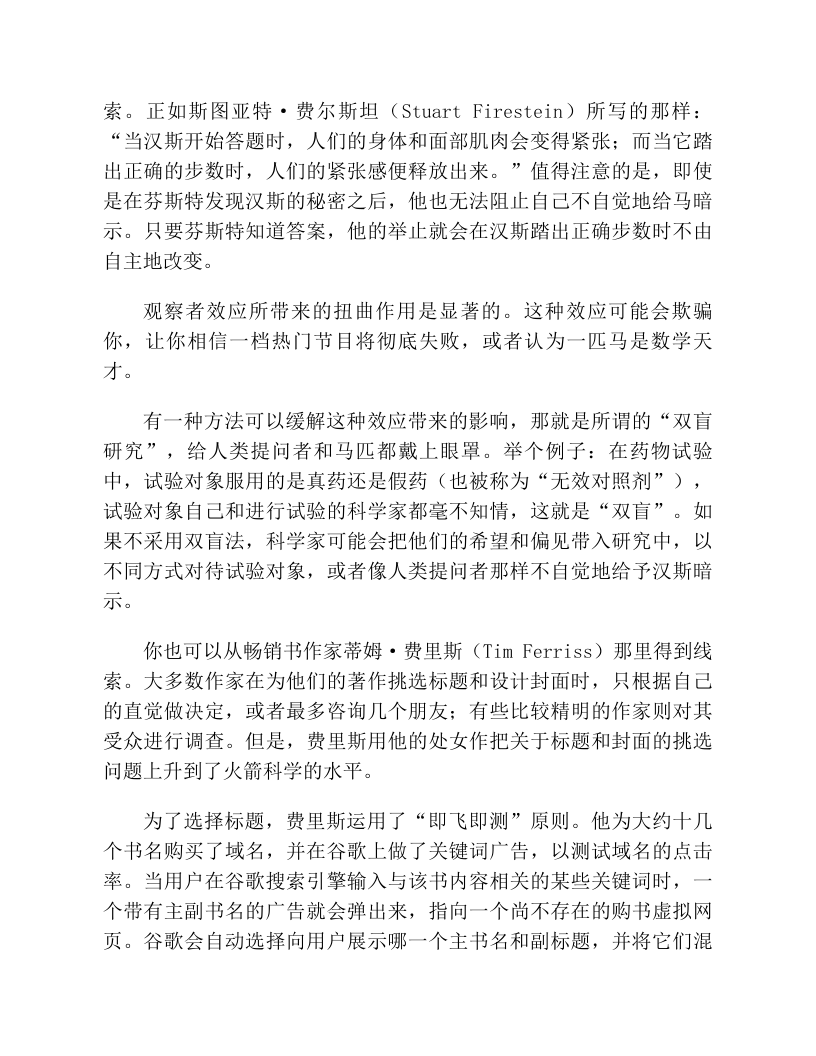 索。正如斯图亚特·费尔斯坦（Stuart Firestein）所写的那样：
“当汉斯开始答题时，人们的身体和面部肌肉会变得紧张；而当它踏
出正确的步数时，人们的紧张感便释放出来。”值得注意的是，即使
是在芬斯特发现汉斯的秘密之后，他也无法阻止自己不自觉地给马暗
示。只要芬斯特知道答案，他的举止就会在汉斯踏出正确步数时不由
自主地改变。
观察者效应所带来的扭曲作用是显著的。这种效应可能会欺骗
你，让你相信一档热门节目将彻底失败，或者认为一匹马是数学天
才。
有一种方法可以缓解这种效应带来的影响，那就是所谓的“双盲
研究”，给人类提问者和马匹都戴上眼罩。举个例子：在药物试验
中，试验对象服用的是真药还是假药（也被称为“无效对照剂”），
试验对象自己和进行试验的科学家都毫不知情，这就是“双盲”。如
果不采用双盲法，科学家可能会把他们的希望和偏见带入研究中，以
不同方式对待试验对象，或者像人类提问者那样不自觉地给予汉斯暗
示。
你也可以从畅销书作家蒂姆·费里斯（Tim Ferriss）那里得到线
索。大多数作家在为他们的著作挑选标题和设计封面时，只根据自己
的直觉做决定，或者最多咨询几个朋友；有些比较精明的作家则对其
受众进行调查。但是，费里斯用他的处女作把关于标题和封面的挑选
问题上升到了火箭科学的水平。
为了选择标题，费里斯运用了“即飞即测”原则。他为大约十几
个书名购买了域名，并在谷歌上做了关键词广告，以测试域名的点击
率。当用户在谷歌搜索引擎输入与该书内容相关的某些关键词时，一
个带有主副书名的广告就会弹出来，指向一个尚不存在的购书虚拟网
页。谷歌会自动选择向用户展示哪一个主书名和副标题，并将它们混